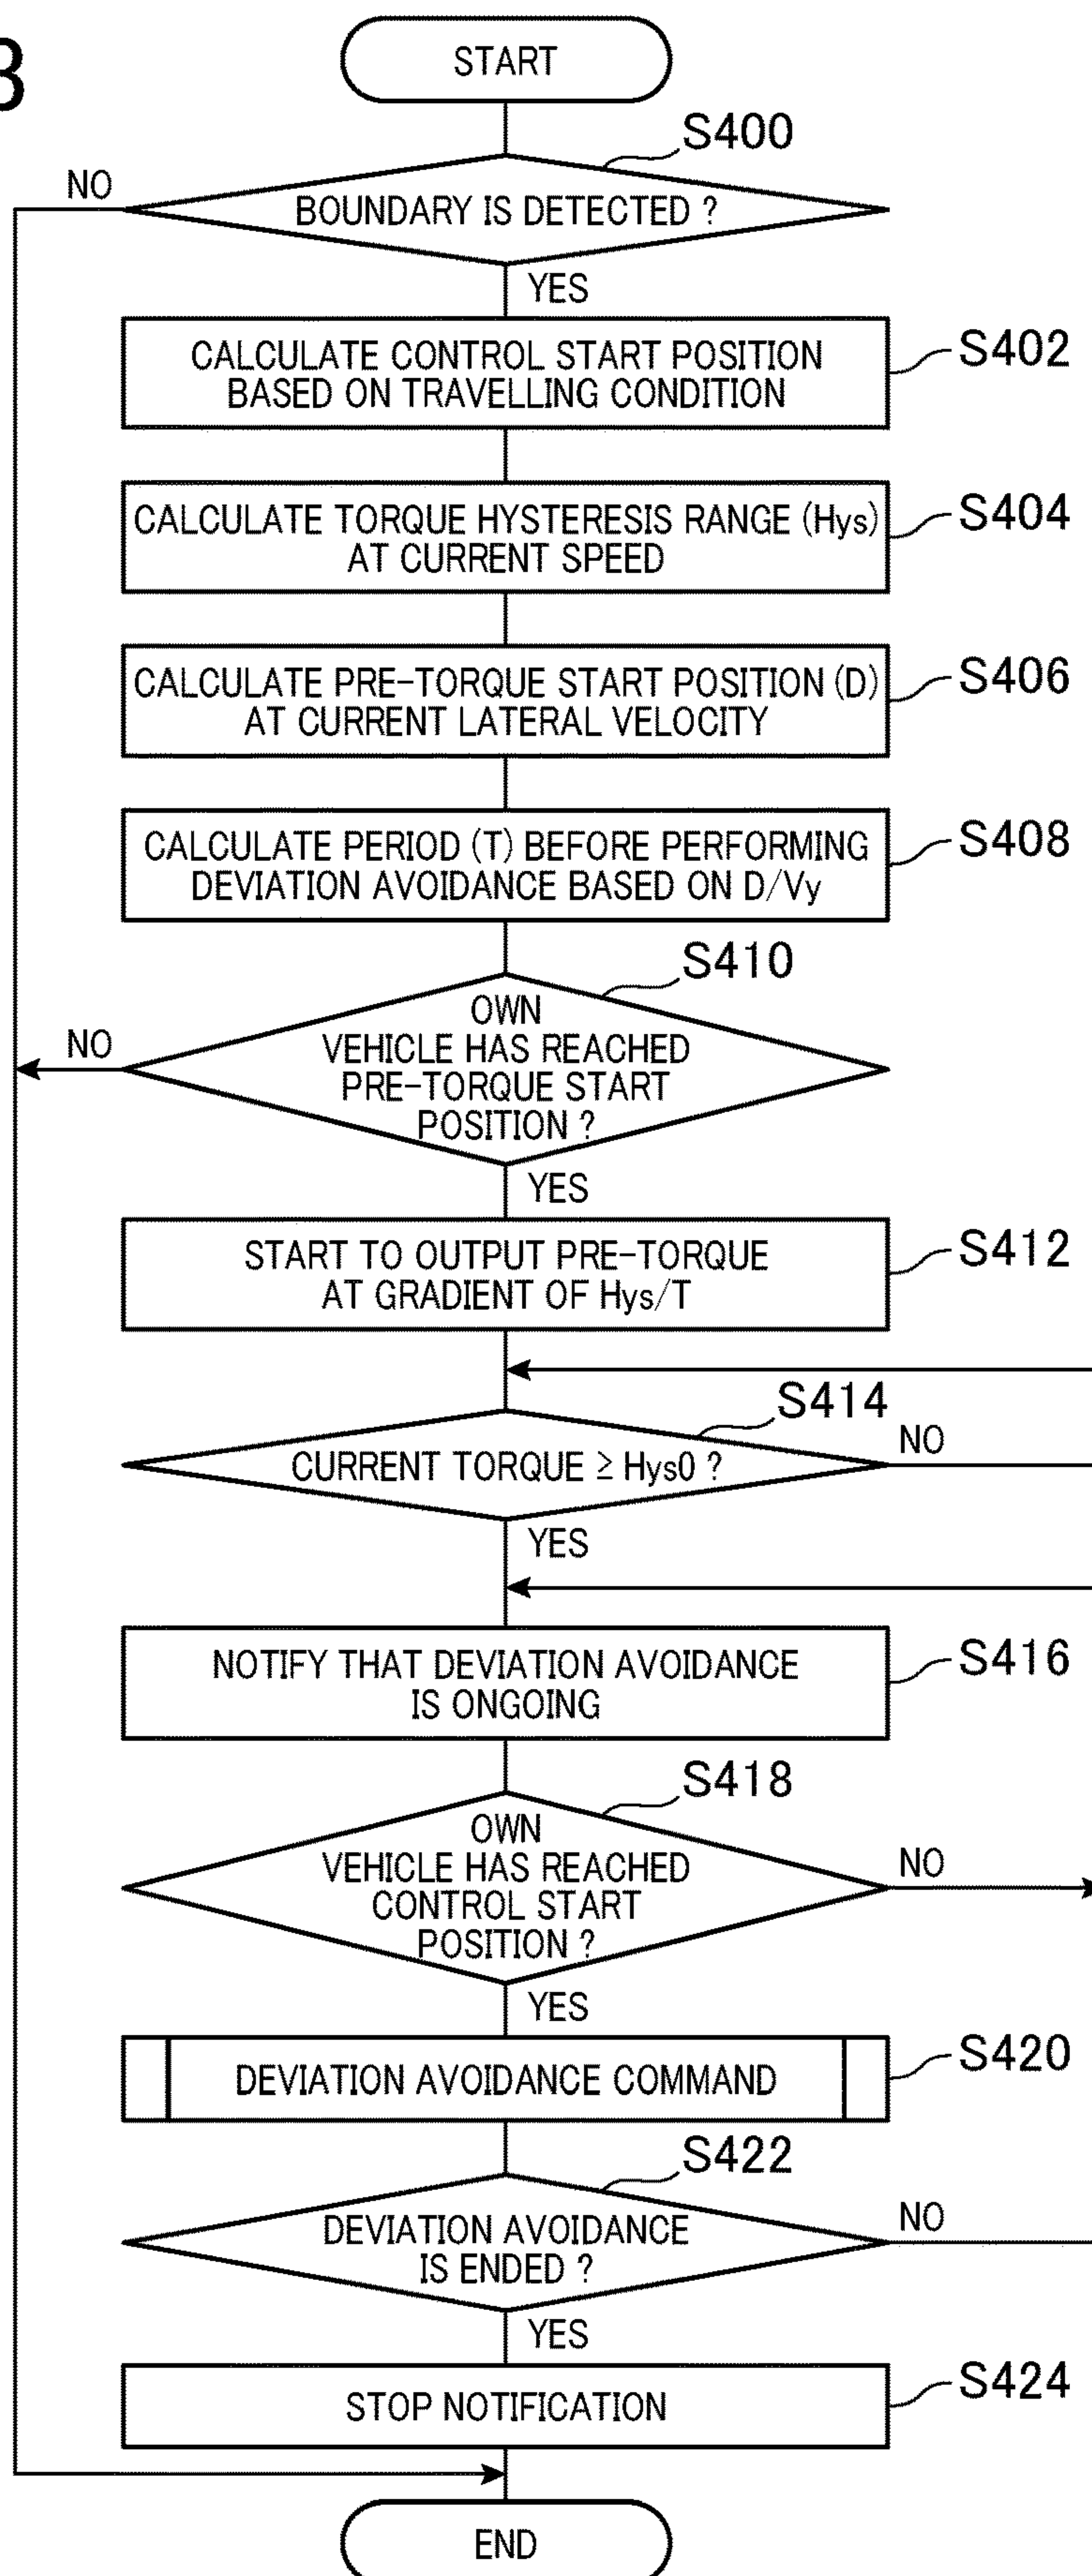 START
S400
NO
BOUNDARY IS DETECTED ?
YES
CALCULATE CONTROL START POSITION
BASED ON TRAVELLING CONDITION
S402
CALCULATE TORQUE HYSTERESIS RANGE (Hys)
AT CURRENT SPEED
S404
CALCULATE PRE-TORQUE START POSITION (D)
AT CURRENT LATERAL VELOCITY
S406
CALCULATE PERIOD (T) BEFORE PERFORMING
DEVIATION AVOIDANCE BASED ON D/Vy
S408
S410
NO
OWN
VEHICLE HAS REACHED
PRE-TORQUE START
POSITION ?
YES
START TO OUTPUT PRE-TORQUE
AT GRADIENT OF Hys/T
S412
S414
CURRENT TORQUE ≥ Hys0 ?
NO
YES
NOTIFY THAT DEVIATION AVOIDANCE
IS ONGOING
S416
S418
OWN
VEHICLE HAS REACHED
CONTROL START
POSITION ?
NO
YES
DEVIATION AVOIDANCE COMMAND
S420
S422
DEVIATION AVOIDANCE
IS ENDED ?
NO
YES
STOP NOTIFICATION
S424
END